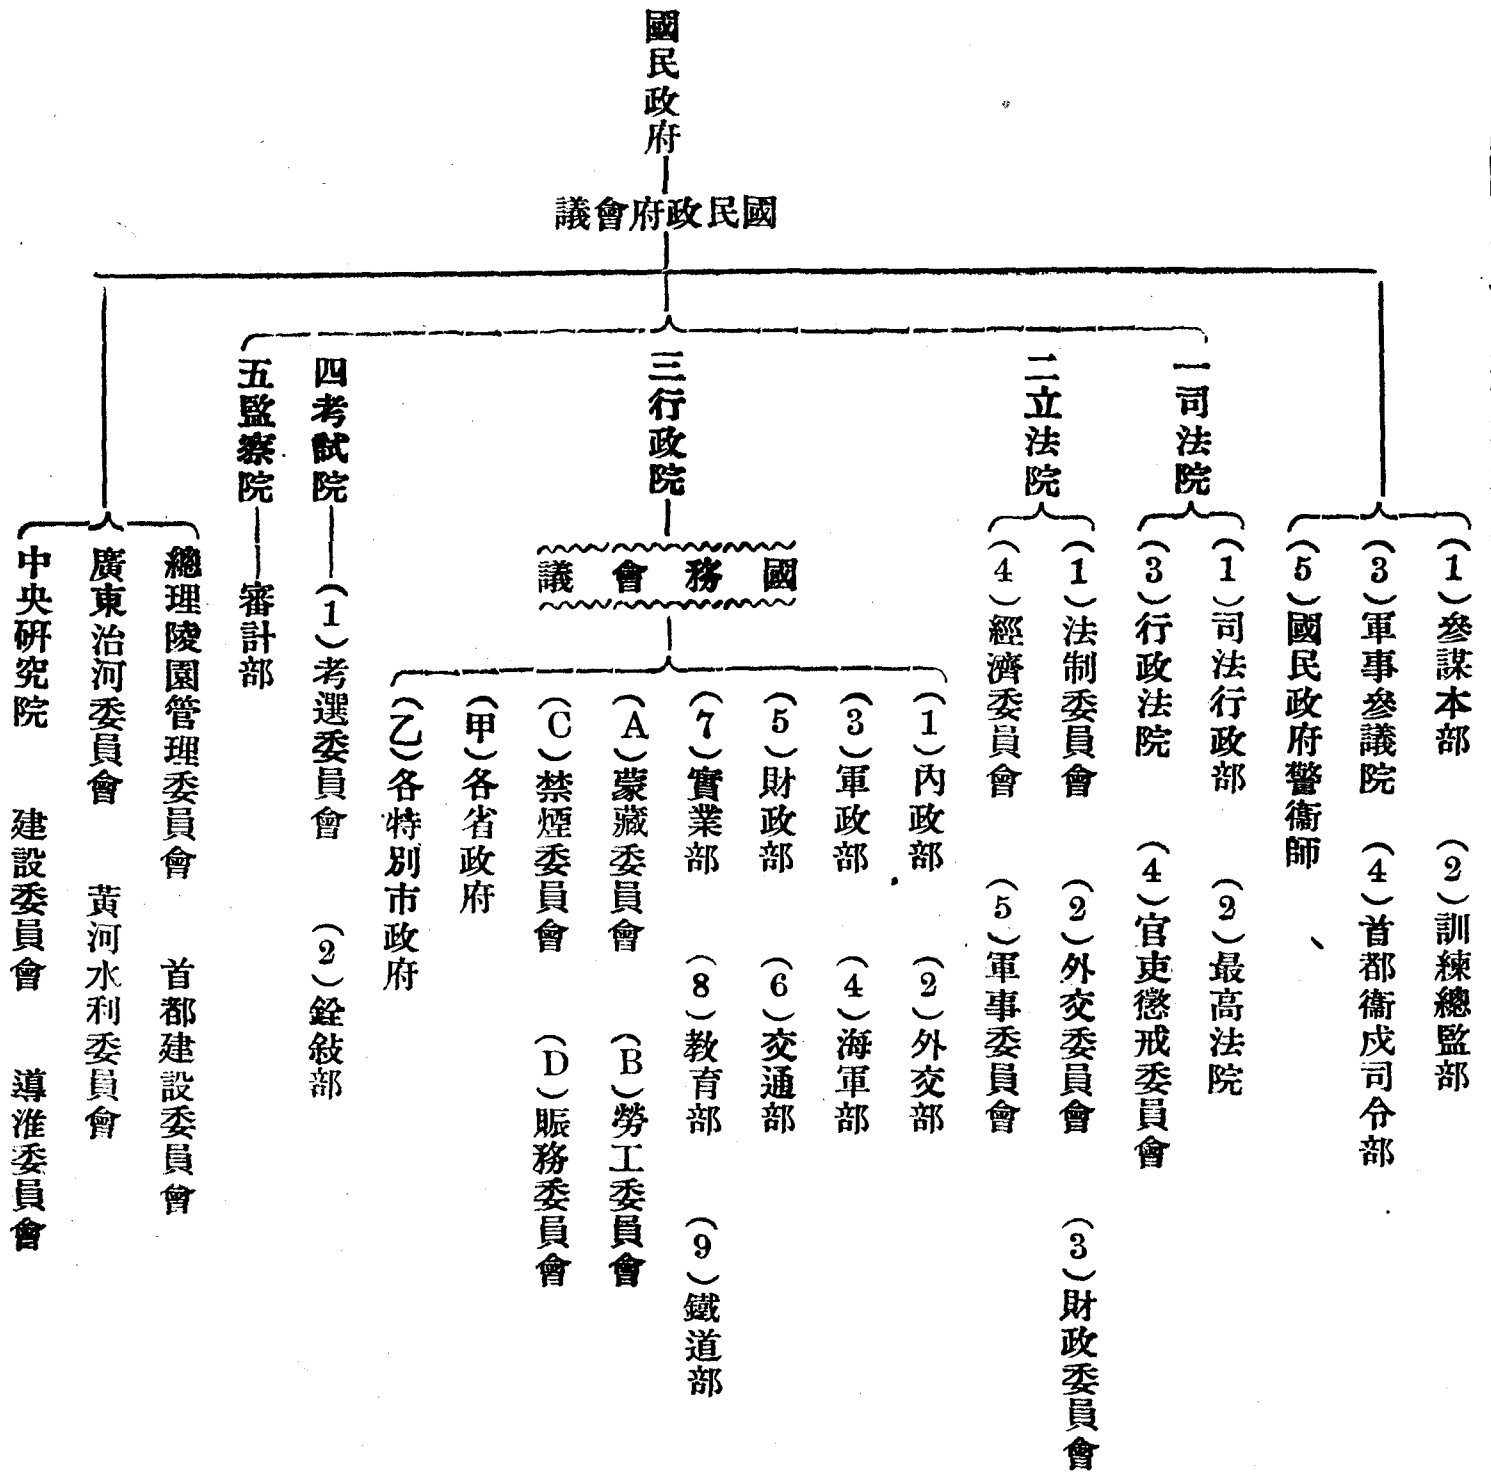 國民政府
國民政府會議
(1)參謀本部 (2)訓練總監部
(3)軍事參議院 (4)首都衞戍司令部
(5)國民政府警衞師
一司法院
(1)司法行政部 (2)最高法院
(3)行政法院 (4)官吏懲戒委員會
二立法院
(1)法制委員會 (2)外交委員會 (3)財政委員會
(4)經濟委員會 (5)軍事委員會
三行政院
國務會議
(1)內政部 (2)外交部
(3)軍政部 (4)海軍部
(5)財政部 (6)交通部
(7)實業部 (8)教育部 (9)鐵道部
(A)蒙藏委員會 (B)勞工委員會
(C)禁煙委員會 (D)賑務委員會
(甲)各省政府
(乙)各特別市政府
四考試院 (1)考選委員會 (2)銓敍部
五監察院 審計部
總理陵園管理委員會 首都建設委員會
廣東治河委員會 黃河水利委員會
中央硏究院 建設委員會 導淮委員會